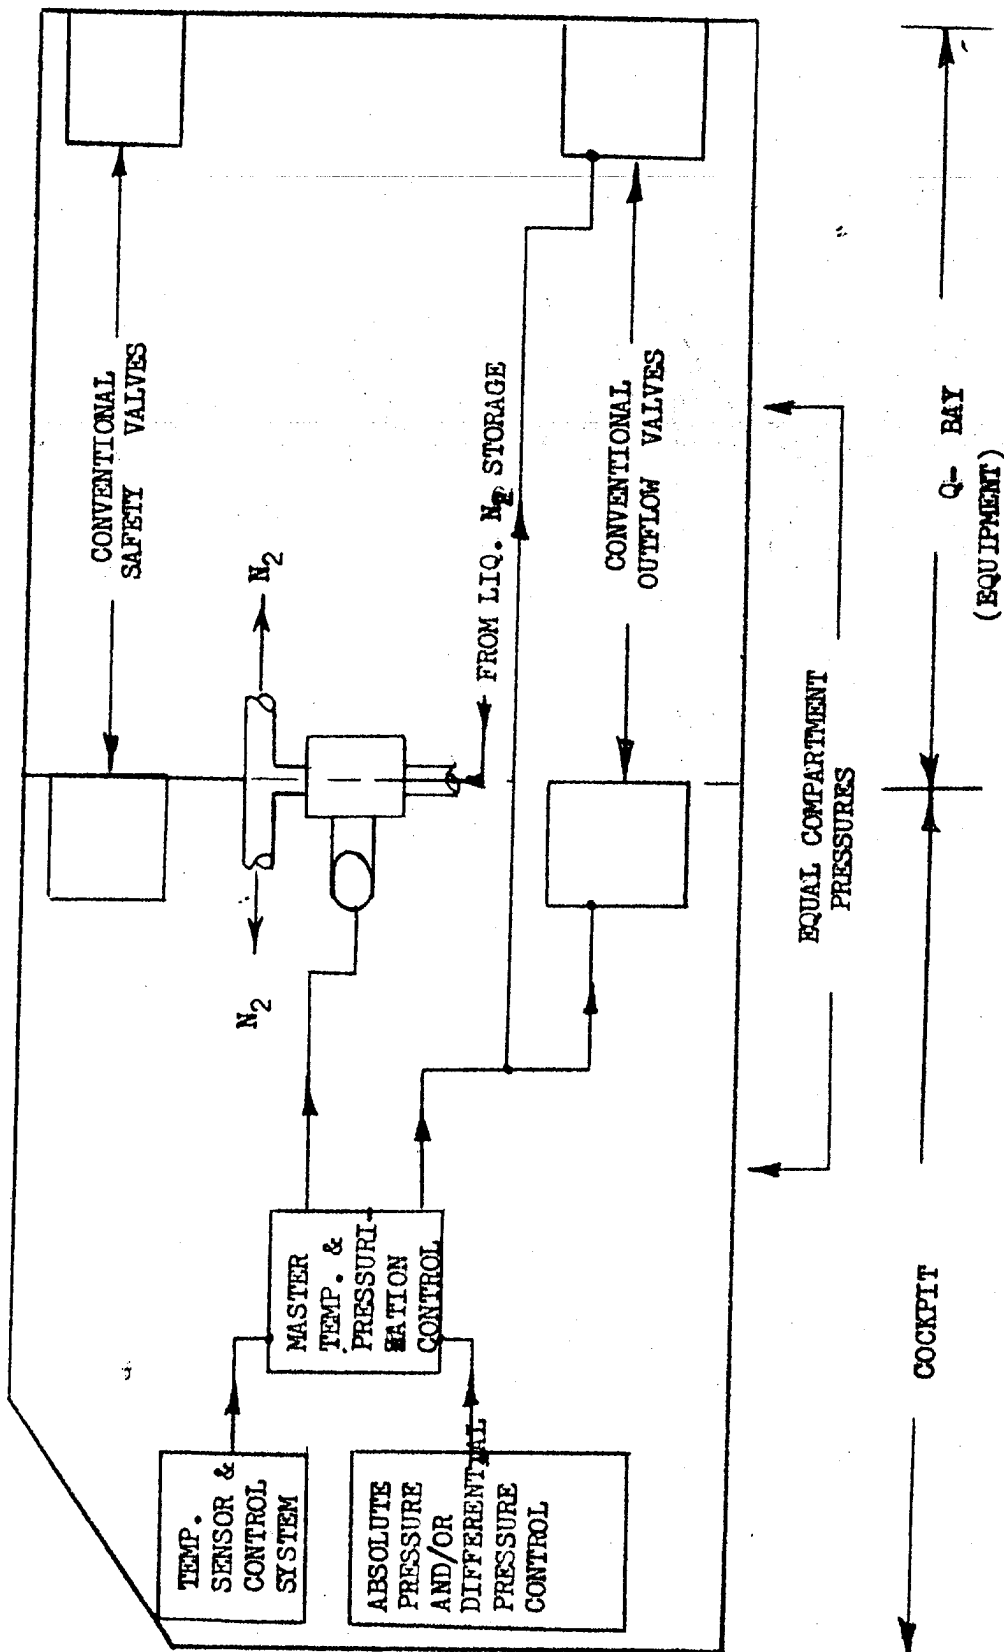 CONVENTIONAL
SAFETY VALVES
N₂
N₂
FROM LIQ. N₂ STORAGE
CONVENTIONAL
OUTFLOW VALVES
TEMP.
SENSOR &
CONTROL
SYSTEM
MASTER
TEMP. &
PRESSURI-
ZATION
CONTROL
ABSOLUTE
PRESSURE
AND/OR
DIFFERENTIAL
PRESSURE
CONTROL
EQUAL COMPARTMENT
PRESSURES
COCKPIT
Q- BAY
(EQUIPMENT)